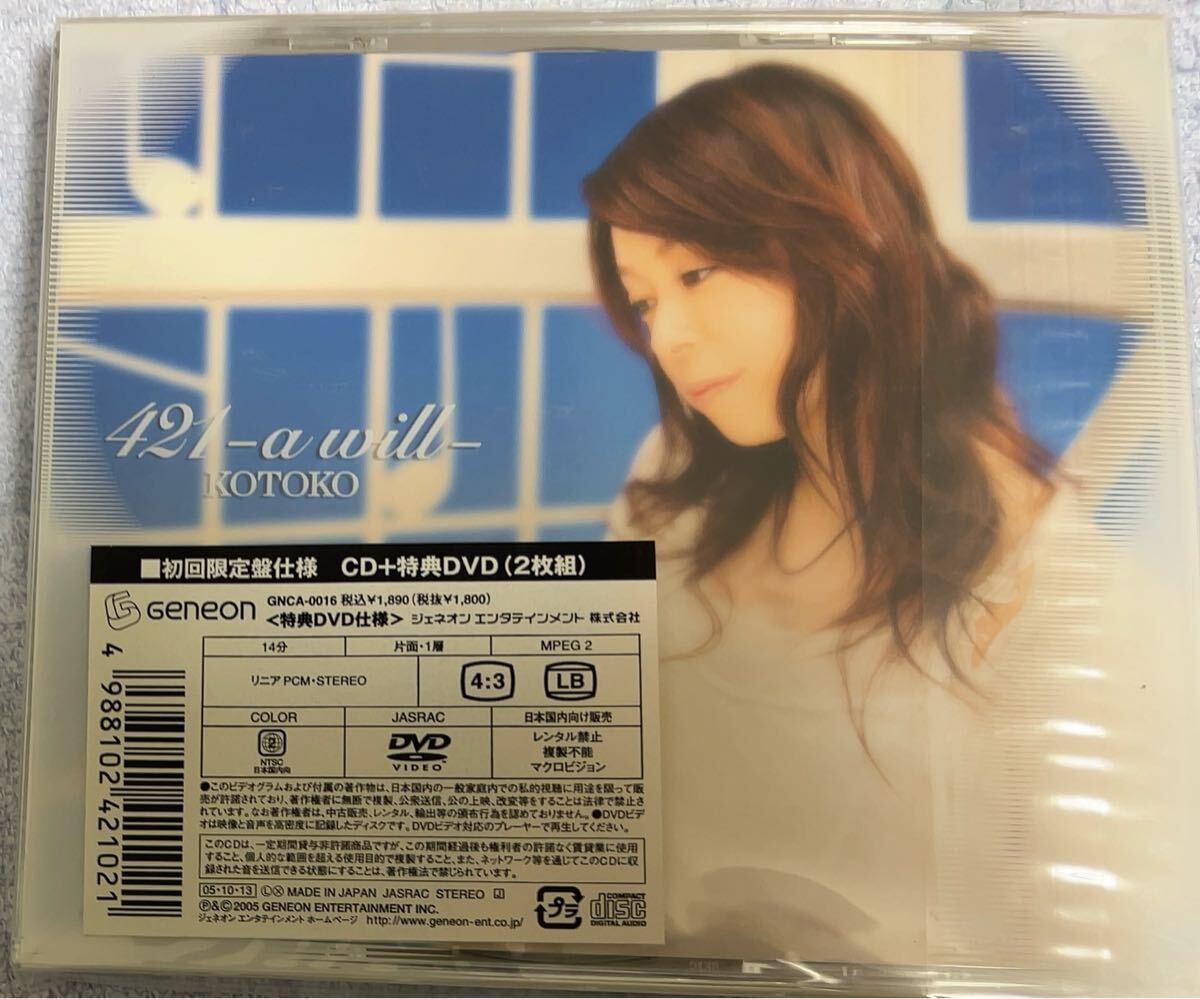 421-a will-
KOTOKO
■初回限定盤仕様 CD+特典DVD(2枚組)
GENEON
GNCA-0016 税込¥1,890(税抜¥1,800)
<特典DVD仕様> ジェネオン エンタテインメント 株式会社
14分 片面・1層 MPEG 2
リニア PCM・STEREO 4:3 LB
COLOR JASRAC 日本国内向け販売
2
NTSC
日本国内向
DVD
VIDEO
レンタル禁止
複製不能
マクロビジョン
●このビデオグラムおよび付属の著作物は、日本国内の一般家庭内での私的視聴に用途を限って販
売が許諾されており、著作権者に無断で複製、公衆送信、公の上映、改変等をすることは法律で禁止さ
れています。なお著作権者は、中古販売、レンタル、輸出等の頒布行為を認めておりません。●DVDビデ
オは映像と音声を高密度に記録したディスクです。DVDビデオ対応のプレーヤーで再生してください。
このCDは、一定期間貸与非許諾商品ですが、この期間経過後も権利者の許諾なく賃貸業に使用
すること、個人的な範囲を超える使用目的で複製すること、また、ネットワーク等を通じてこのCDに収
録された音を送信できる状態にすることは、著作権法で禁じられています。
05・10・13 Ⓛ Ⓧ MADE IN JAPAN JASRAC STEREO J
Ⓟ&©2005 GENEON ENTERTAINMENT INC.
ジェネオン エンタテインメント ホームページ http://www.geneon-ent.co.jp/
プラ
COMPACT
disc
DIGITAL AUDIO
4 988102 421021